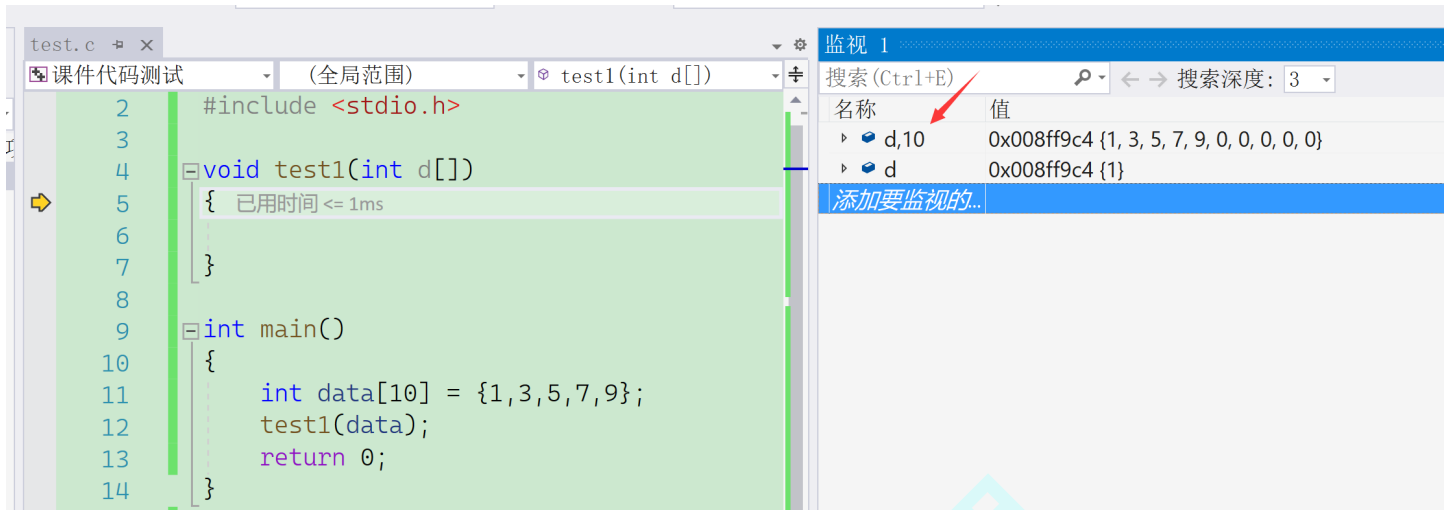 test.c
课件代码测试 (全局范围) test1(int d[])
2 #include <stdio.h>
3
4 void test1(int d[])
5 { 已用时间 <= 1ms
6
7 }
8
9 int main()
10 {
11 int data[10] = {1,3,5,7,9};
12 test1(data);
13 return 0;
14 }
监视 1
搜索(Ctrl+E) 搜索深度: 3
名称 值
d,10 0x008ff9c4 {1, 3, 5, 7, 9, 0, 0, 0, 0, 0}
d 0x008ff9c4 {1}
添加要监视的...